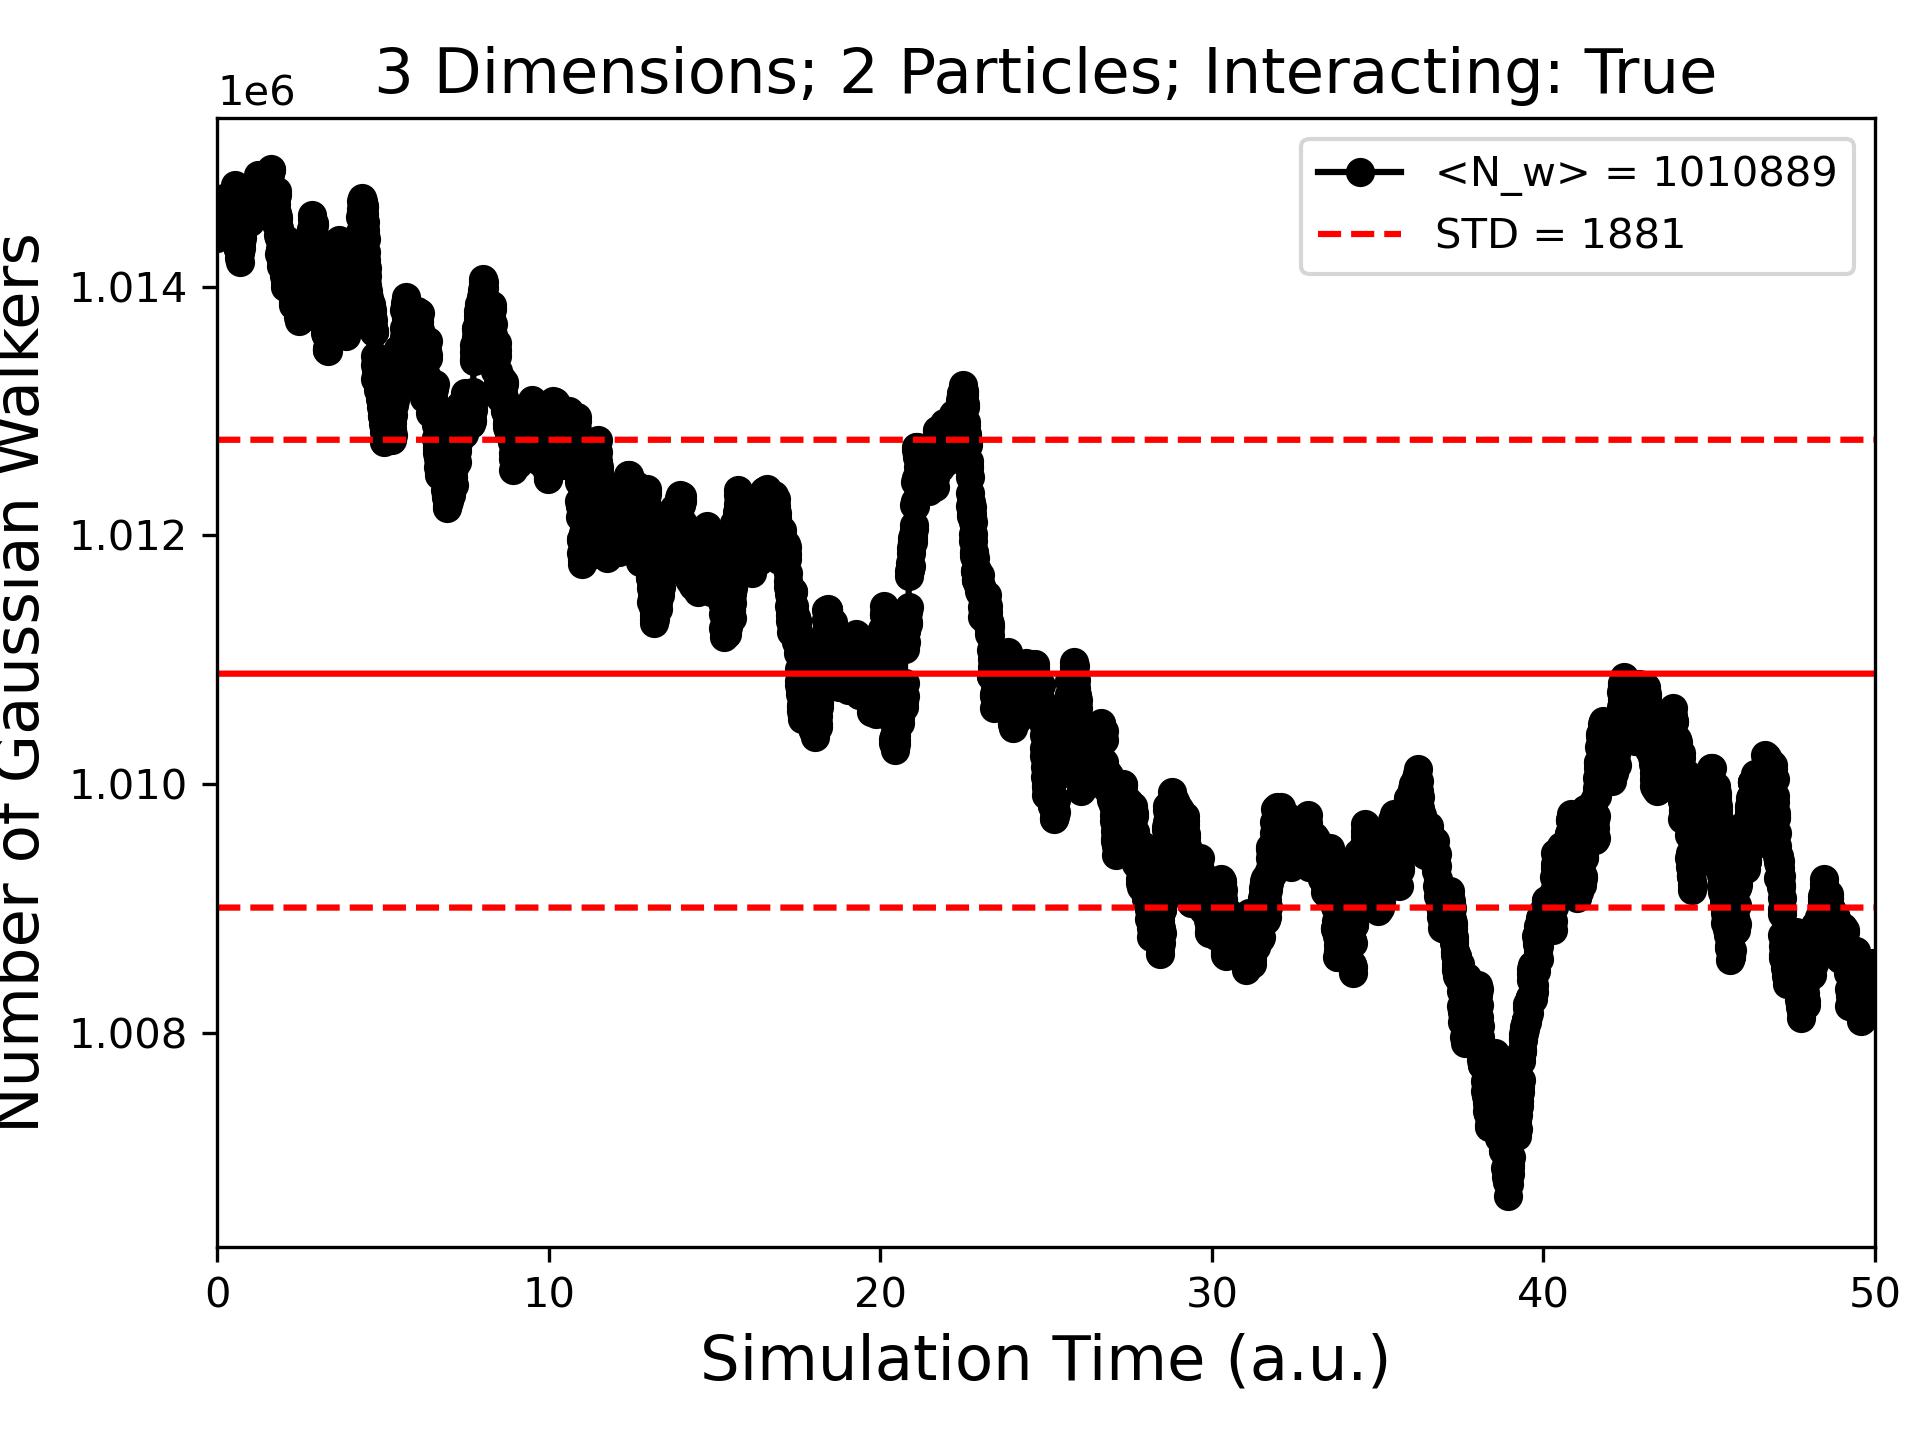 3 Dimensions; 2 Particles; Interacting: True
1e6
<N_w> = 1010889
STD = 1881
Number of Gaussian Walkers
1.014
1.012
1.010
1.008
0 10 20 30 40 50
Simulation Time (a.u.)